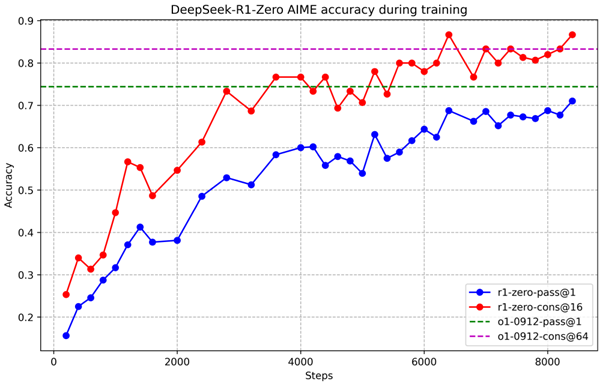 DeepSeek-R1-Zero AIME accuracy during training
0.9
0.8
0.7
0.6
0.5
0.4
0.3
0.2
Accuracy
0 2000 4000 6000 8000
Steps
r1-zero-pass@1
r1-zero-cons@16
o1-0912-pass@1
o1-0912-cons@64